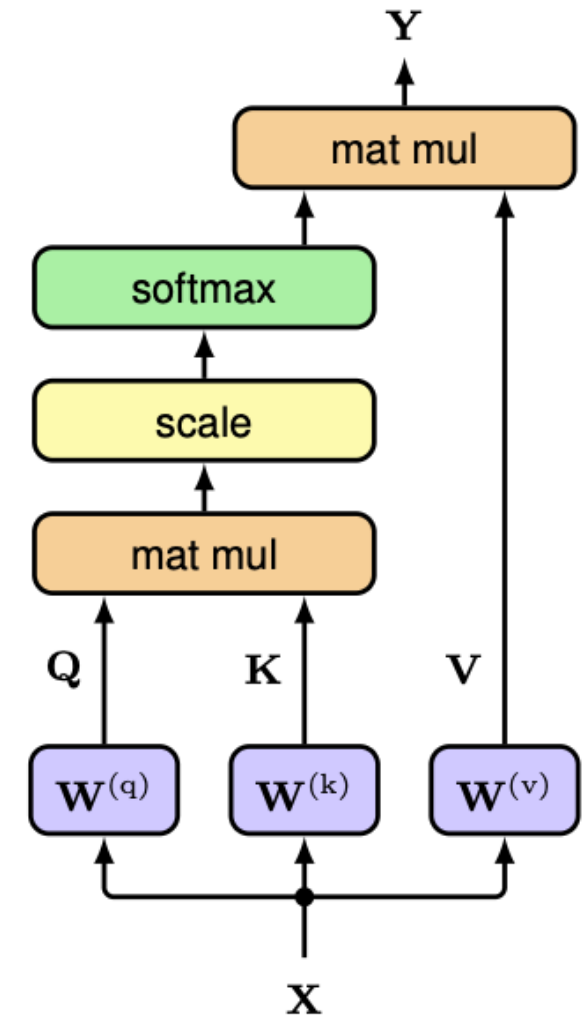 Y
mat mul
softmax
scale
mat mul
Q K V
W^(q) W^(k) W^(v)
X